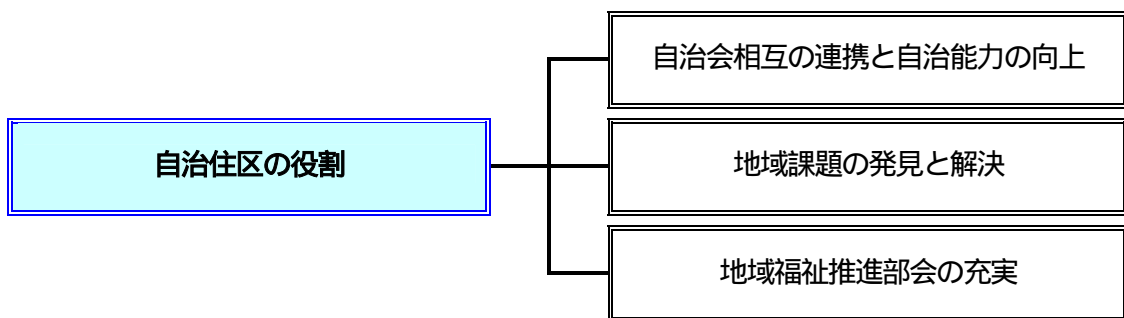 自治会相互の連携と自治能力の向上
自治住区の役割
地域課題の発見と解決
地域福祉推進部会の充実